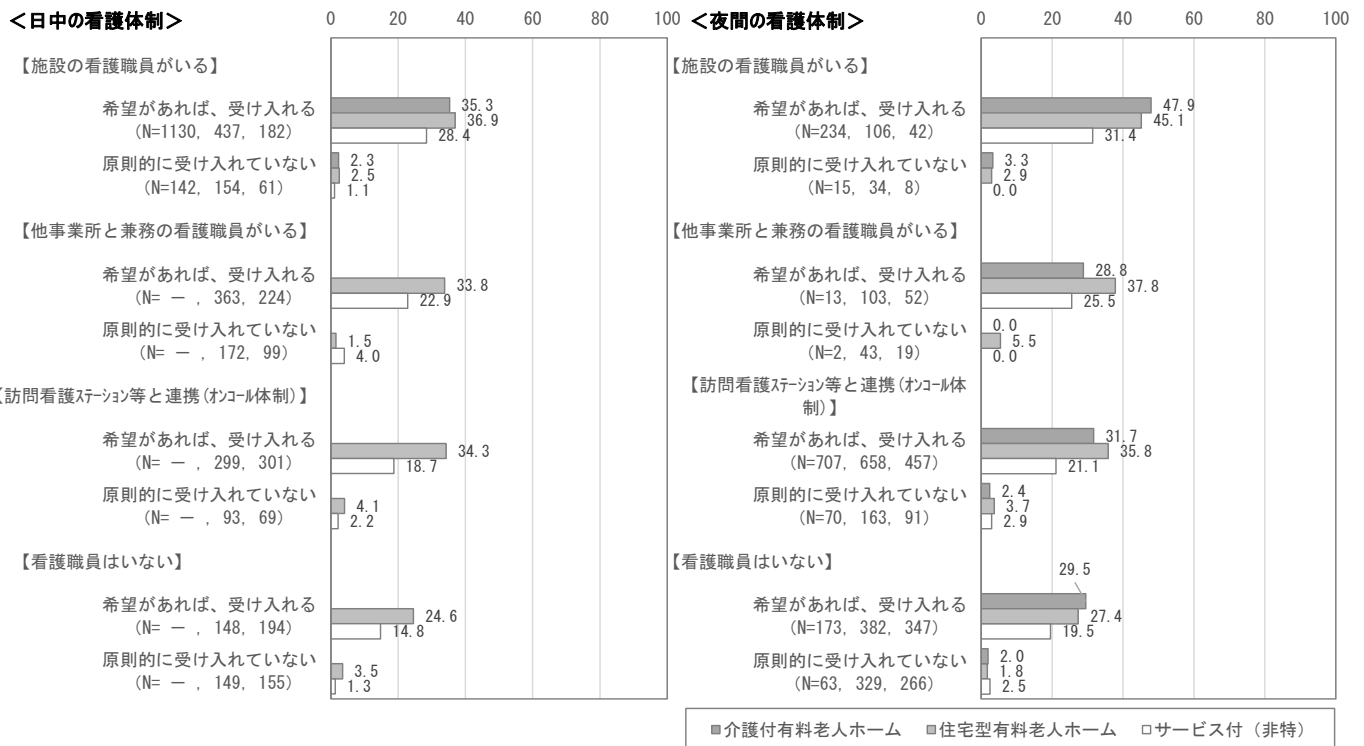 <日中の看護体制>
0 20 40 60 80 100
【施設の看護職員がいる】
希望があれば、受け入れる
(N=1130, 437, 182)
35.3
36.9
28.4
原則的に受け入れていない
(N=142, 154, 61)
2.3
2.5
1.1
【他事業所と兼務の看護職員がいる】
希望があれば、受け入れる
(N= － , 363, 224)
33.8
22.9
原則的に受け入れていない
(N= － , 172, 99)
1.5
4.0
【訪問看護ステーション等と連携(オンコール体制)】
希望があれば、受け入れる
(N= － , 299, 301)
34.3
18.7
原則的に受け入れていない
(N= － , 93, 69)
4.1
2.2
【看護職員はいない】
希望があれば、受け入れる
(N= － , 148, 194)
24.6
14.8
原則的に受け入れていない
(N= － , 149, 155)
3.5
1.3
<夜間の看護体制>
0 20 40 60 80 100
【施設の看護職員がいる】
希望があれば、受け入れる
(N=234, 106, 42)
47.9
45.1
31.4
原則的に受け入れていない
(N=15, 34, 8)
3.3
2.9
0.0
【他事業所と兼務の看護職員がいる】
希望があれば、受け入れる
(N=13, 103, 52)
28.8
37.8
25.5
原則的に受け入れていない
(N=2, 43, 19)
0.0
5.5
0.0
【訪問看護ステーション等と連携(オンコール体
制)】
希望があれば、受け入れる
(N=707, 658, 457)
31.7
35.8
21.1
原則的に受け入れていない
(N=70, 163, 91)
2.4
3.7
2.9
【看護職員はいない】
希望があれば、受け入れる
(N=173, 382, 347)
29.5
27.4
19.5
原則的に受け入れていない
(N=63, 329, 266)
2.0
1.8
2.5
介護付有料老人ホーム 住宅型有料老人ホーム サービス付（非特）